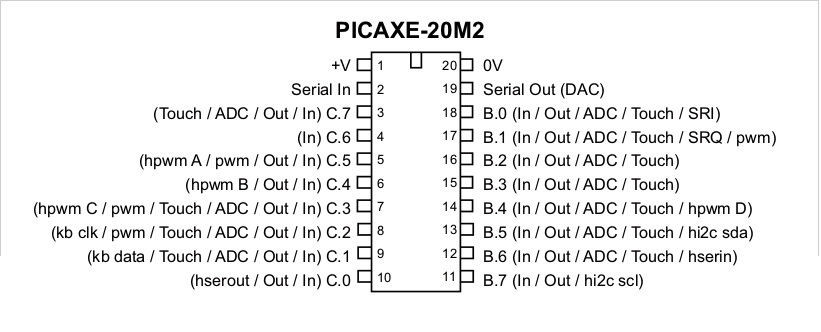 PICAXE-20M2
+V 1 20 0V
Serial In 2 19 Serial Out (DAC)
(Touch / ADC / Out / In) C.7 3 18 B.0 (In / Out / ADC / Touch / SRI)
(In) C.6 4 17 B.1 (In / Out / ADC / Touch / SRQ / pwm)
(hpwm A / pwm / Out / In) C.5 5 16 B.2 (In / Out / ADC / Touch)
(hpwm B / Out / In) C.4 6 15 B.3 (In / Out / ADC / Touch)
(hpwm C / pwm / Touch / ADC / Out / In) C.3 7 14 B.4 (In / Out / ADC / Touch / hpwm D)
(kb clk / pwm / Touch / ADC / Out / In) C.2 8 13 B.5 (In / Out / ADC / Touch / hi2c sda)
(kb data / Touch / ADC / Out / In) C.1 9 12 B.6 (In / Out / ADC / Touch / hserin)
(hserout / Out / In) C.0 10 11 B.7 (In / Out / hi2c scl)